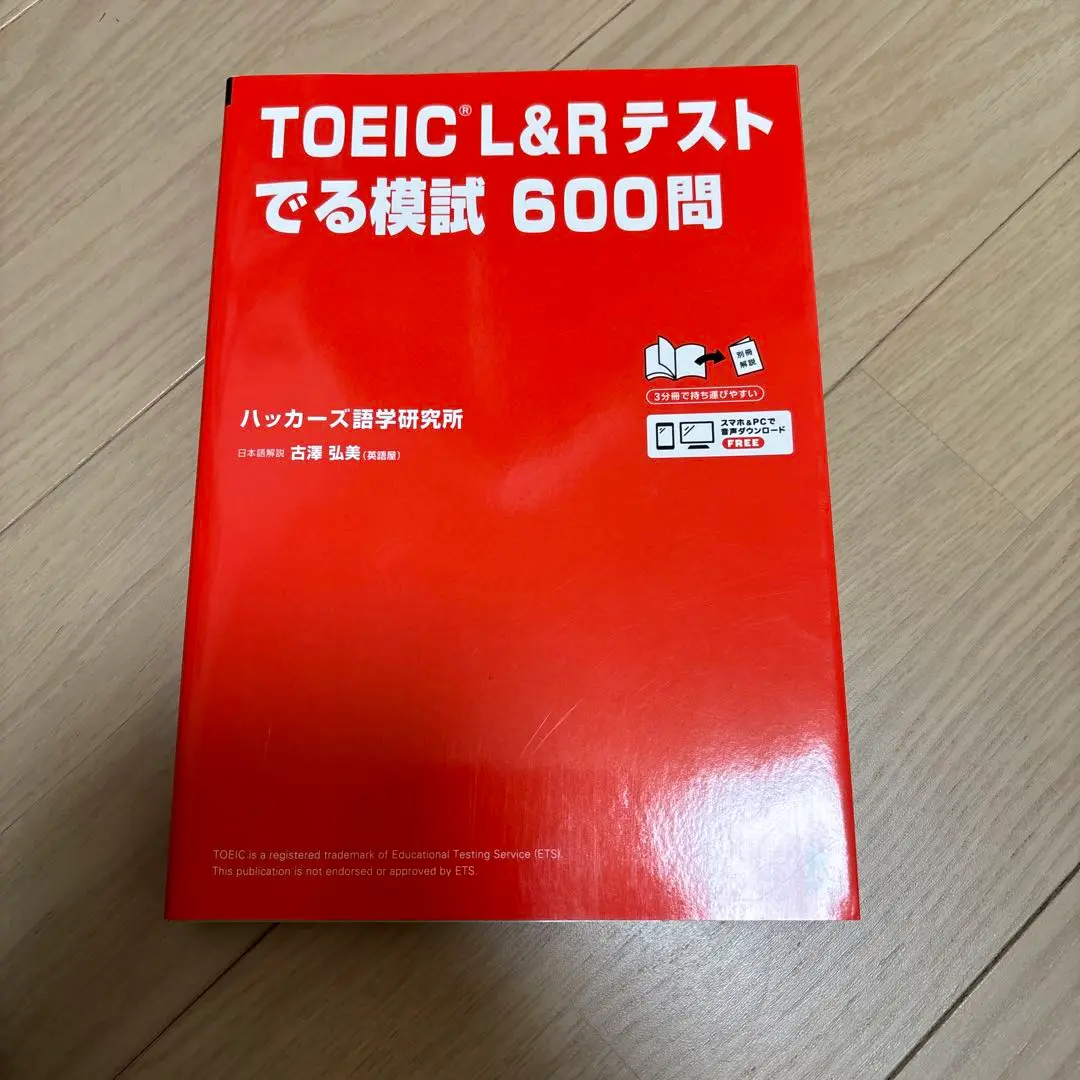 TOEIC® L&R テスト
でる模試 600問
別冊
解説
3分冊で持ち運びやすい
スマホ&PCで
音声ダウンロード
FREE
ハッカーズ語学研究所
日本語解説 古澤 弘美(英語屋)
TOEIC is a registered trademark of Educational Testing Service (ETS).
This publication is not endorsed or approved by ETS.